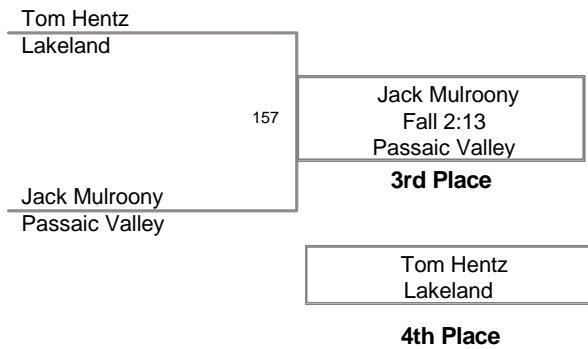 Tom Hentz
Lakeland
157
Jack Mulroony
Fall 2:13
Passaic Valley
3rd Place
Jack Mulroony
Passaic Valley
Tom Hentz
Lakeland
4th Place